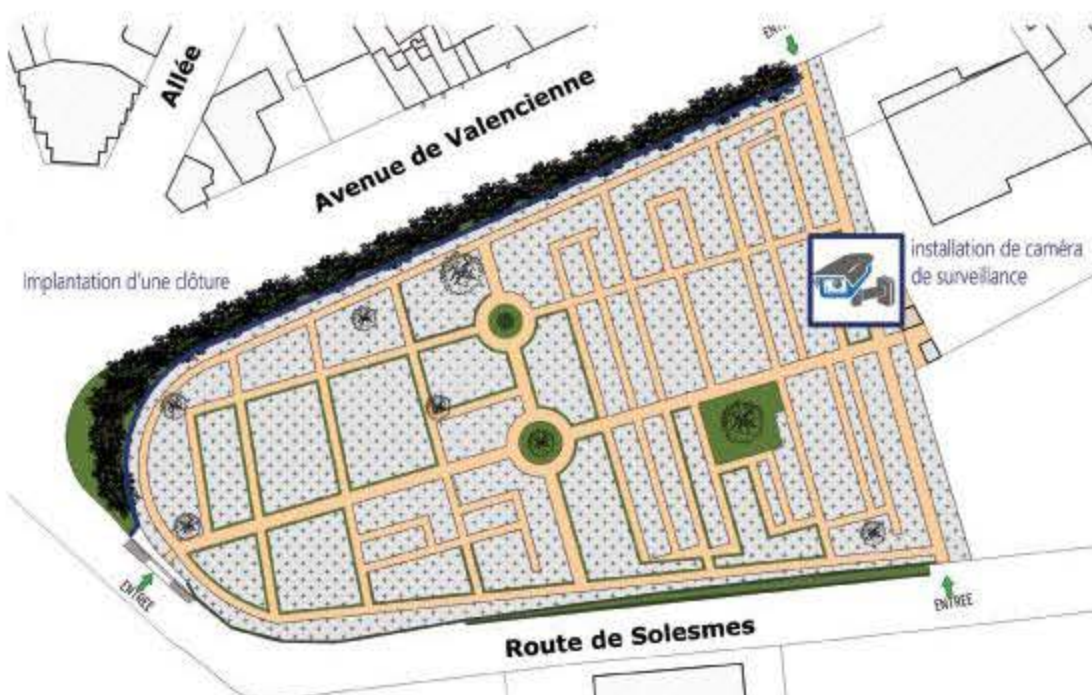 Allée
Avenue de Valencienne
Implantation d'une clôture
installation de caméra
de surveillance
ENTREE
ENTREE
Route de Solesmes